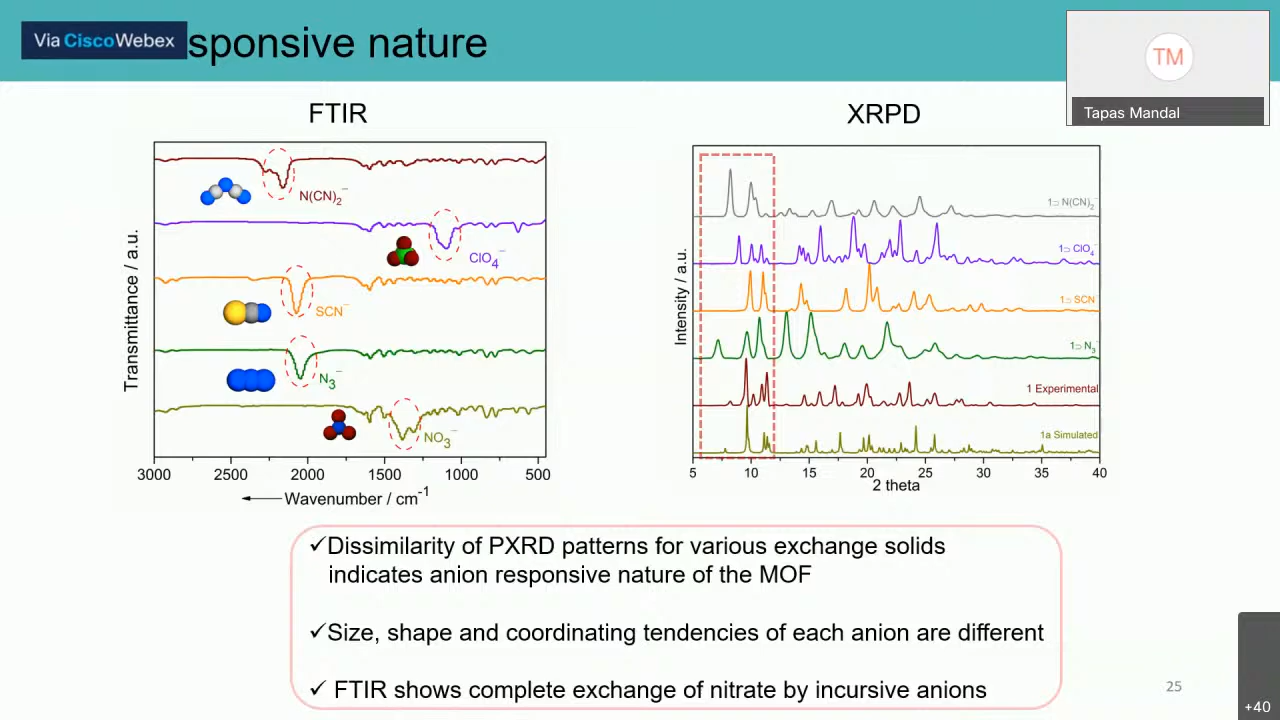 Via CiscoWebex
sponsive nature
TM
Tapas Mandal
FTIR
XRPD
Transmittance / a.u.
N(CN)₂⁻
ClO₄⁻
SCN⁻
N₃⁻
NO₃⁻
3000 2500 2000 1500 1000 500
Wavenumber / cm⁻¹
Intensity / a.u.
1⊃ N(CN)₂⁻
1⊃ ClO₄⁻
1⊃ SCN⁻
1⊃ N₃⁻
1 Experimental
1a Simulated
5 10 15 20 25 30 35 40
2 theta
✓Dissimilarity of PXRD patterns for various exchange solids
indicates anion responsive nature of the MOF
✓Size, shape and coordinating tendencies of each anion are different
✓ FTIR shows complete exchange of nitrate by incursive anions
25
+40